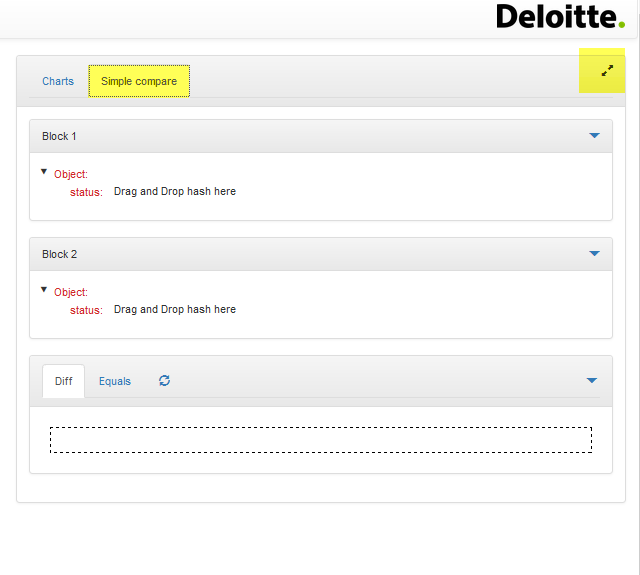 Deloitte.
Charts Simple compare
Block 1
Object:
status: Drag and Drop hash here
Block 2
Object:
status: Drag and Drop hash here
Diff Equals